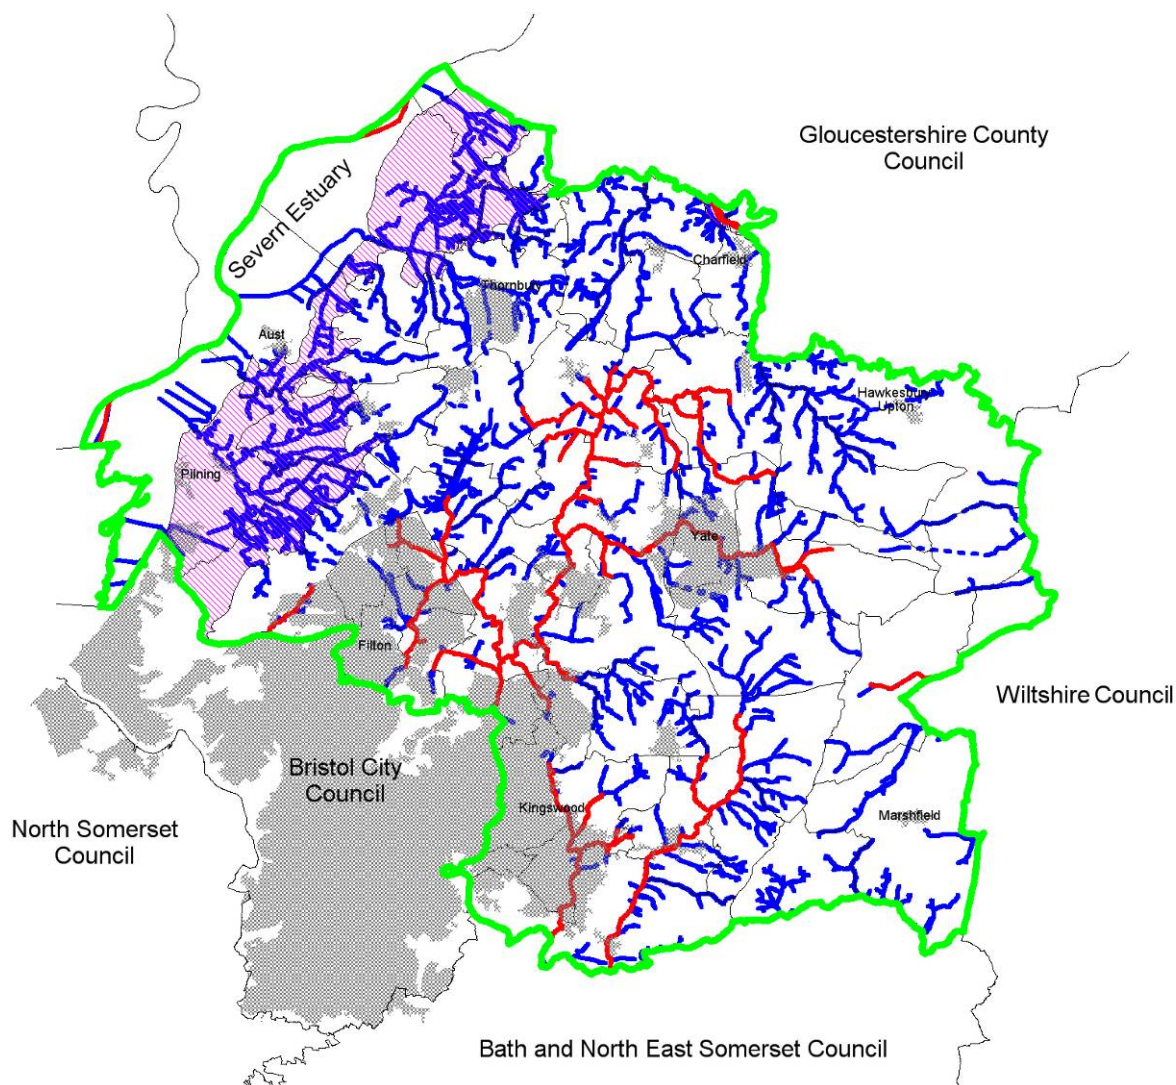 Gloucestershire County
Council
Severn Estuary
Charfield
Thornbury
Aust
Hawkesbury
Upton
Pilning
Yate
Filton
Wiltshire Council
Bristol City
Council
Kingswood
Marshfield
North Somerset
Council
Bath and North East Somerset Council